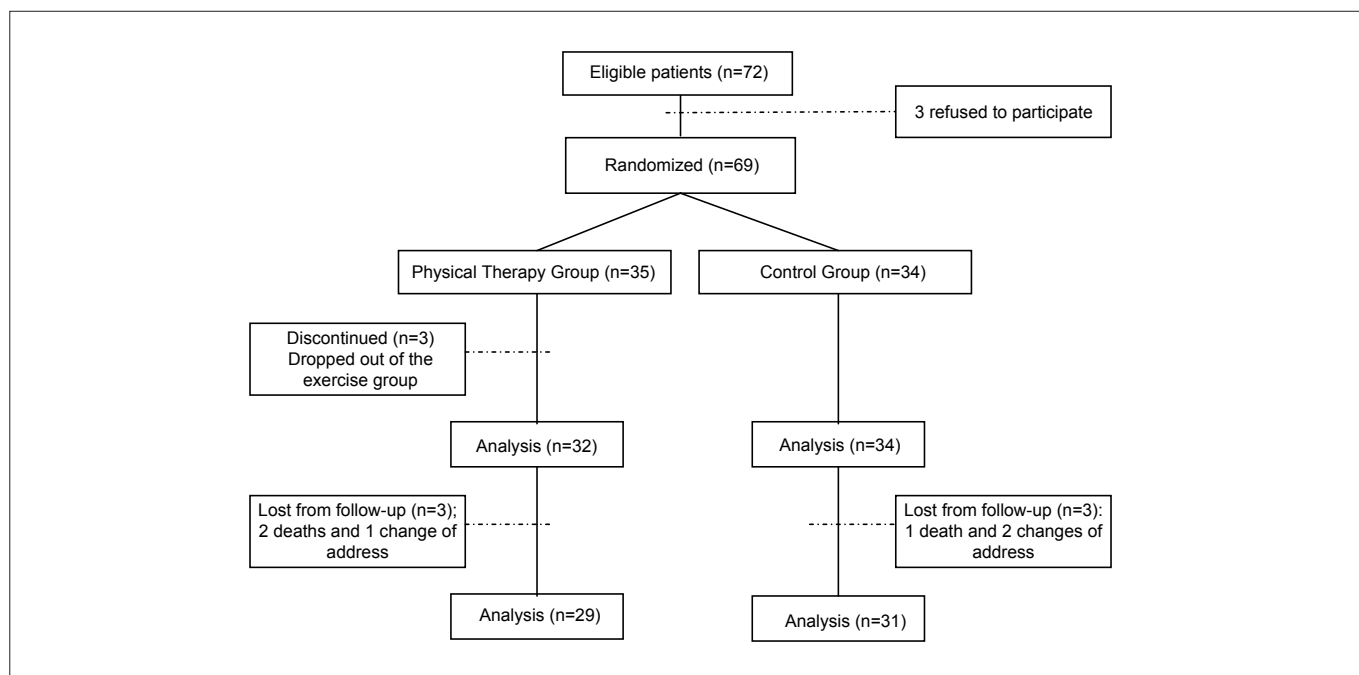 Eligible patients (n=72)
3 refused to participate
Randomized (n=69)
Physical Therapy Group (n=35)
Control Group (n=34)
Discontinued (n=3)
Dropped out of the
exercise group
Analysis (n=32)
Analysis (n=34)
Lost from follow-up (n=3);
2 deaths and 1 change of
address
Lost from follow-up (n=3):
1 death and 2 changes of
address
Analysis (n=29)
Analysis (n=31)